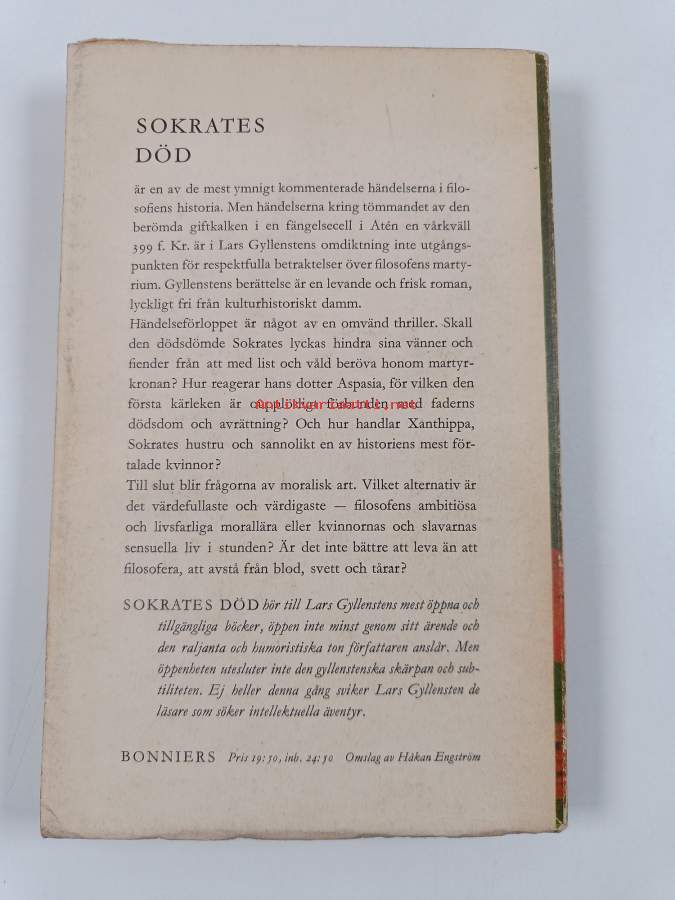 SOKRATES
DÖD
är en av de mest ymnigt kommenterade händelserna i filo-
sofiens historia. Men händelserna kring tömmandet av den
berömda giftkalken i en fängelsecell i Atén en vårkväll
399 f. Kr. är i Lars Gyllenstens omdiktning inte utgångs-
punkten för respektfulla betraktelser över filosofens marty-
rium. Gyllenstens berättelse är en levande och frisk roman,
lyckligt fri från kulturhistoriskt damm.
Händelseförloppet är något av en omvänd thriller. Skall
den dödsdömde Sokrates lyckas hindra sina vänner och
fiender från att med list och våld beröva honom martyr-
kronan? Hur reagerar hans dotter Aspasia, för vilken den
första kärleken är oupplösligt förbunden med faderns
antikvariaatti.net
dödsdom och avrättning? Och hur handlar Xanthippa,
Sokrates hustru och sannolikt en av historiens mest för-
talade kvinnor?
Till slut blir frågorna av moralisk art. Vilket alternativ är
det värdefullaste och värdigaste — filosofens ambitiösa
och livsfarliga morallära eller kvinnornas och slavarnas
sensuella liv i stunden? Är det inte bättre att leva än att
filosofera, att avstå från blod, svett och tårar?
SOKRATES DÖD hör till Lars Gyllenstens mest öppna och
tillgängliga böcker, öppen inte minst genom sitt ärende och
den raljanta och humoristiska ton författaren anslår. Men
öppenheten utesluter inte den gyllenstenska skärpan och sub-
tiliteten. Ej heller denna gång sviker Lars Gyllensten de
läsare som söker intellektuella äventyr.
BONNIERS Pris 19:50, inb. 24:50 Omslag av Håkan Engström